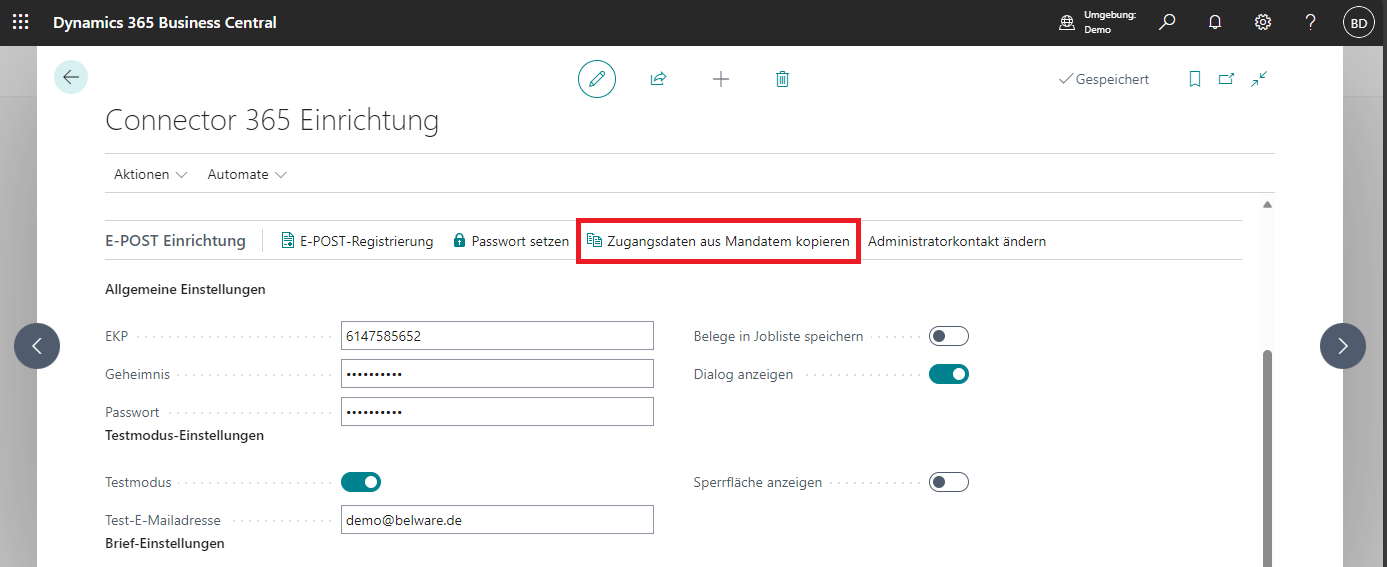 Dynamics 365 Business Central
Umgebung:
Demo
?
BD
Gespeichert
Connector 365 Einrichtung
Aktionen
Automate
E-POST Einrichtung
E-POST-Registrierung
Passwort setzen
Zugangsdaten aus Mandatem kopieren
Administratorkontakt ändern
Allgemeine Einstellungen
EKP
6147585652
Belege in Jobliste speichern
Geheimnis
••••••••••
Dialog anzeigen
Passwort
••••••••••
Testmodus-Einstellungen
Testmodus
Sperrfläche anzeigen
Test-E-Mailadresse
demo@belware.de
Brief-Einstellungen